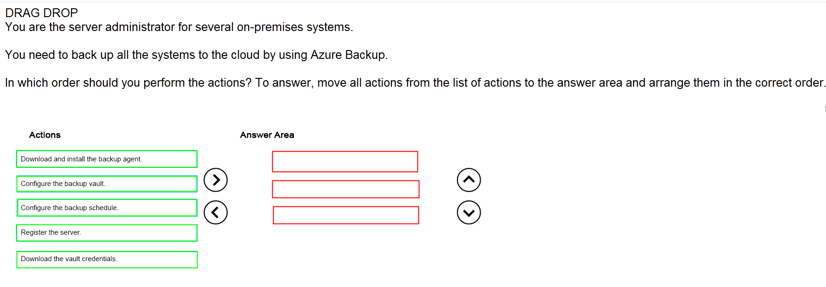 DRAG DROP
You are the server administrator for several on-premises systems.
You need to back up all the systems to the cloud by using Azure Backup.
In which order should you perform the actions? To answer, move all actions from the list of actions to the answer area and arrange them in the correct order.
Actions
Answer Area
Download and install the backup agent.
Configure the backup vault.
Configure the backup schedule.
Register the server.
Download the vault credentials.